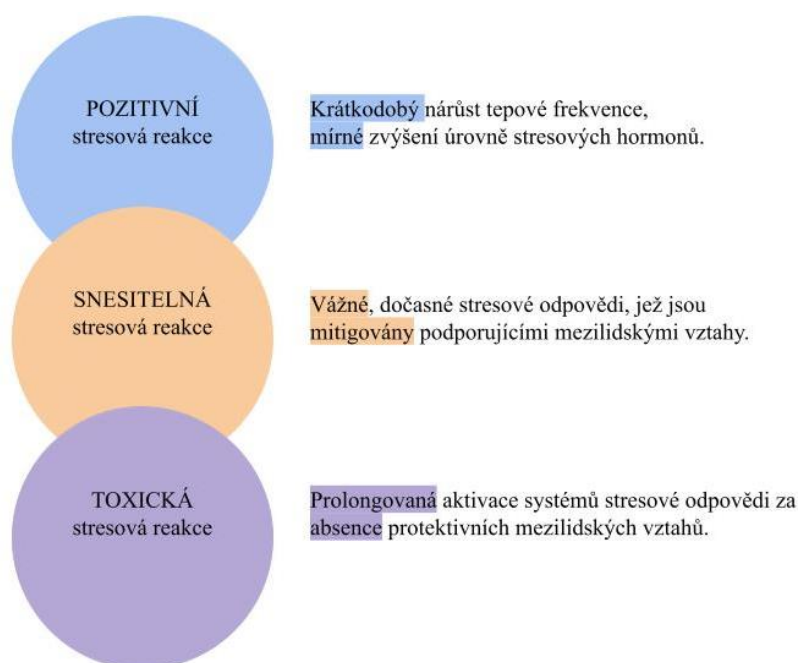 POZITIVNÍ
stresová reakce
Krátkodobý nárůst tepové frekvence,
mírné zvýšení úrovně stresových hormonů.
SNESITELNÁ
stresová reakce
Vážné, dočasné stresové odpovědi, jež jsou
mitigovány podporujícími mezilidskými vztahy.
TOXICKÁ
stresová reakce
Prolongovaná aktivace systémů stresové odpovědi za
absence protektivních mezilidských vztahů.